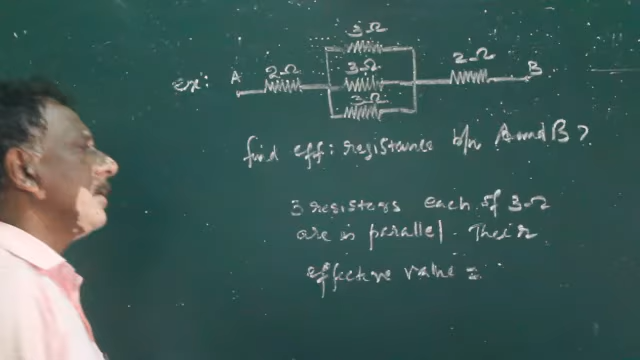 3Ω
2Ω 3Ω 2Ω
ex: A B
3Ω
find eff: resistance b/n A and B?
3 resistors each of 3Ω
are in parallel. Their
effective value =